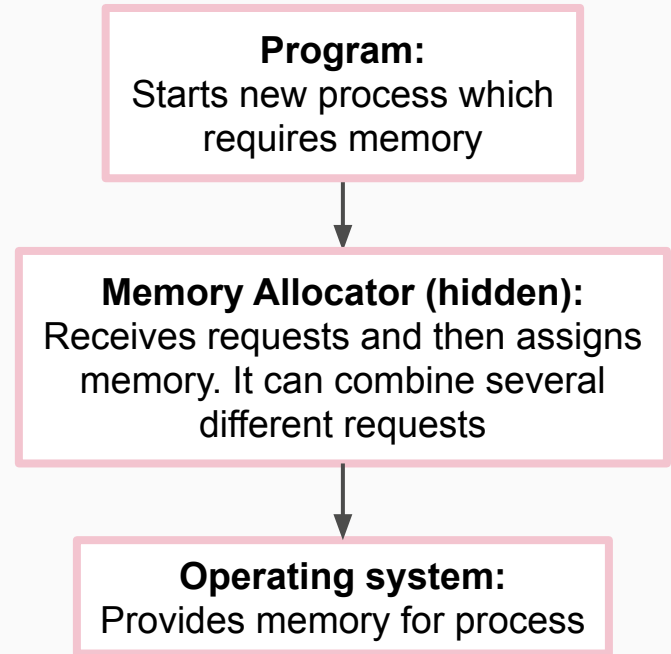 Program:
Starts new process which
requires memory
Memory Allocator (hidden):
Receives requests and then assigns
memory. It can combine several
different requests
Operating system:
Provides memory for process